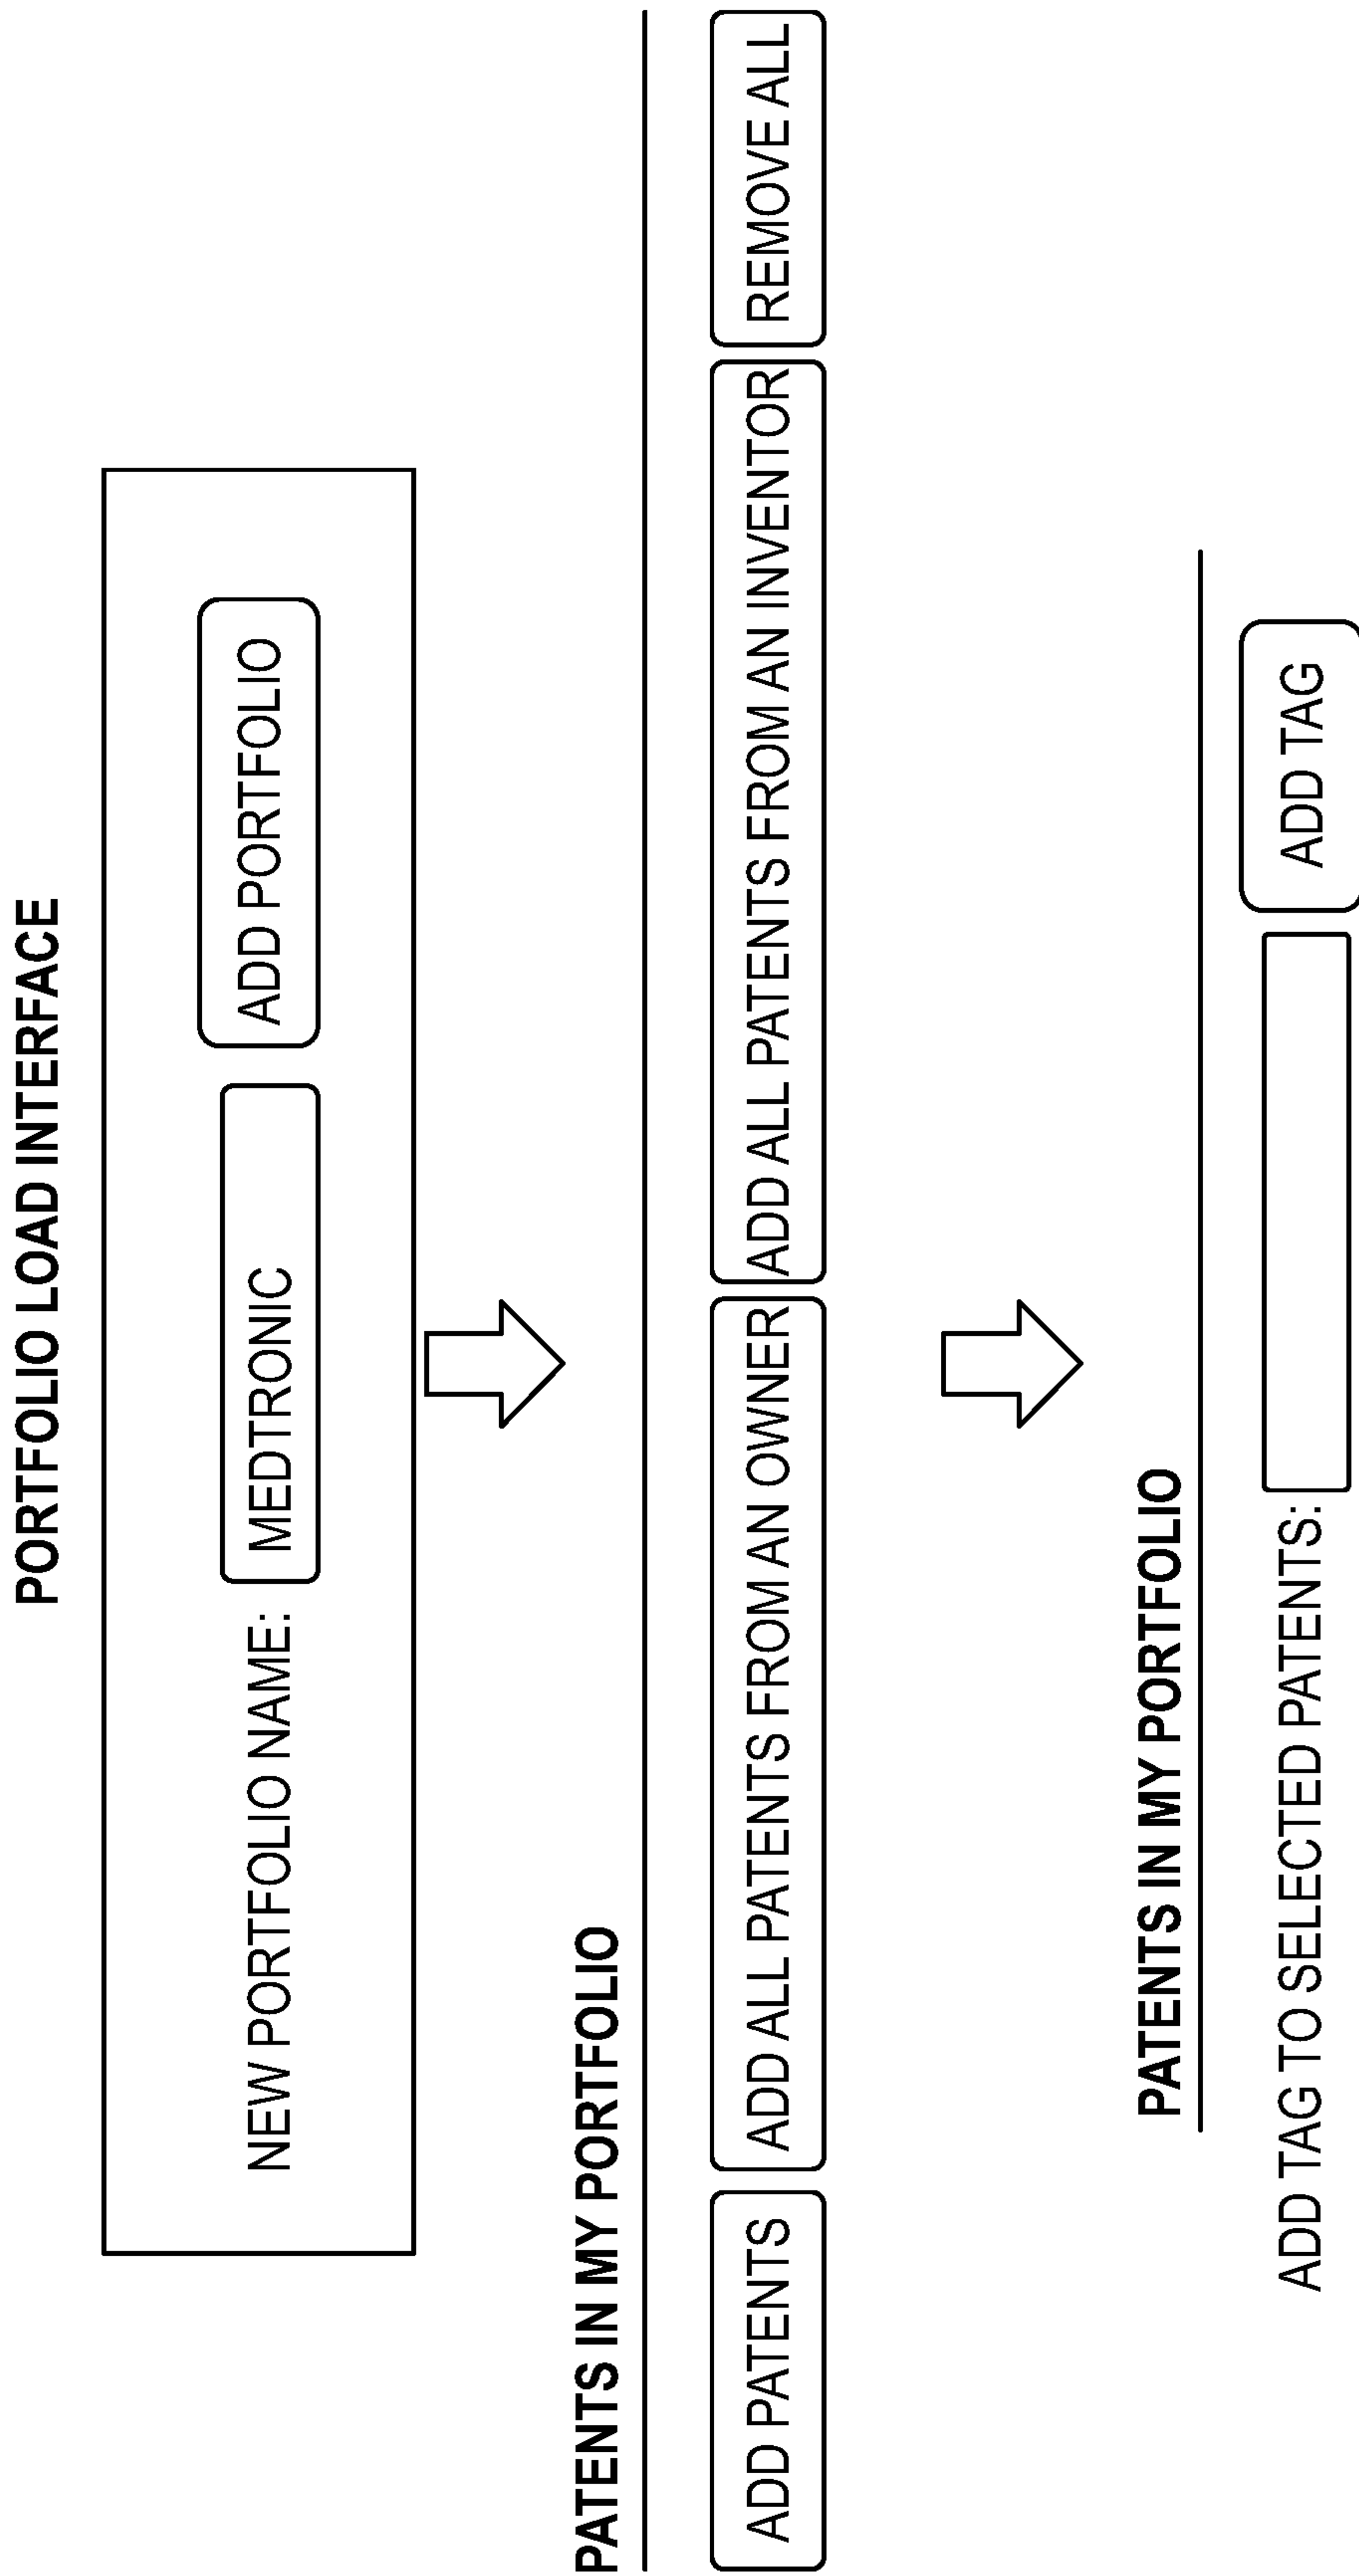 PORTFOLIO LOAD INTERFACE
NEW PORTFOLIO NAME: MEDTRONIC ADD PORTFOLIO
PATENTS IN MY PORTFOLIO
ADD PATENTS ADD ALL PATENTS FROM AN OWNER ADD ALL PATENTS FROM AN INVENTOR REMOVE ALL
PATENTS IN MY PORTFOLIO
ADD TAG TO SELECTED PATENTS: ADD TAG